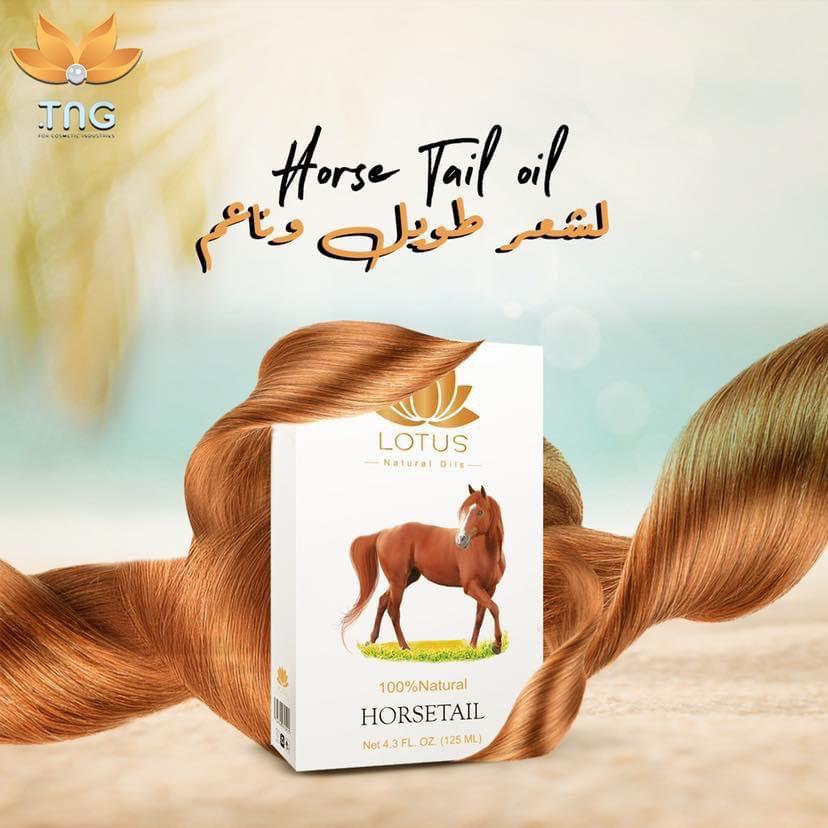 .TNG
FOR COSMETIC INDUSTRIES
Horse Tail oil
لشعر طويل وناعم
LOTUS
Natural Oils
100%Natural
HORSETAIL
Net 4.3 FL. OZ. (125 ML)